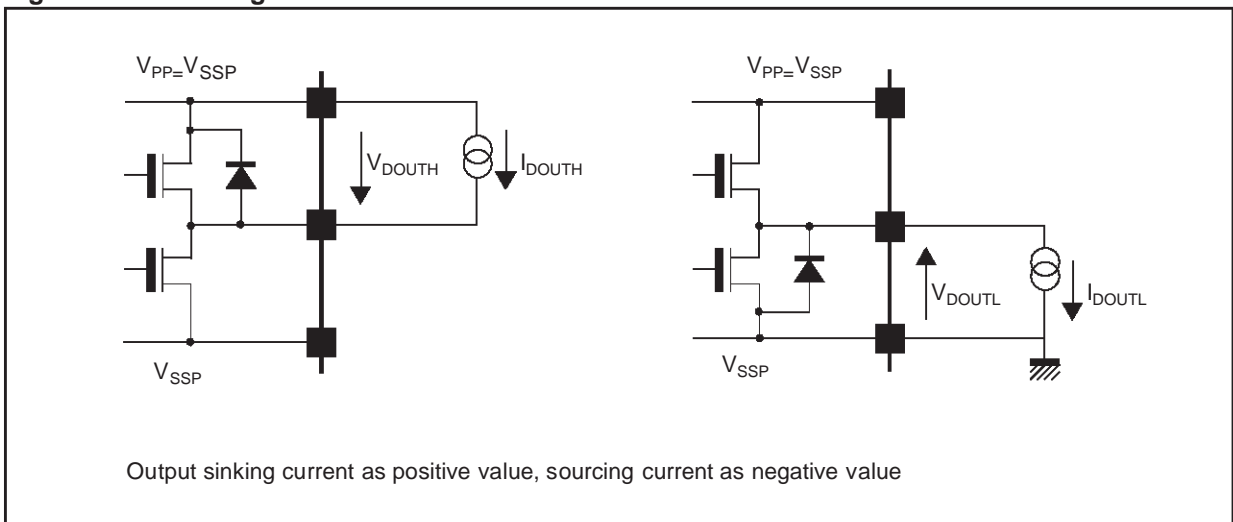 V_PP=V_SSP
V_DOUTH
I_DOUTH
V_SSP
V_PP=V_SSP
V_DOUTL
I_DOUTL
V_SSP
Output sinking current as positive value, sourcing current as negative value